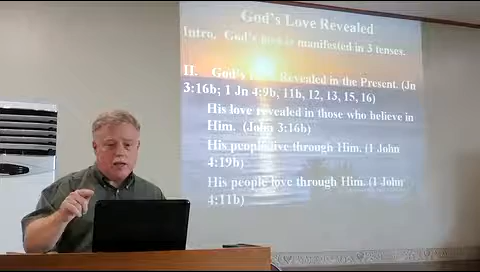 God's Love Revealed
Intro. God's love is manifested in 3 tenses.
II. God's Love Revealed in the Present. (Jn
3:16b; 1 Jn 4:9b, 11b, 12, 13, 15, 16)
His love revealed in those who believe in
Him. (John 3:16b)
His people live through Him. (1 John
4:19b)
His people love through Him. (1 John
4:11b)